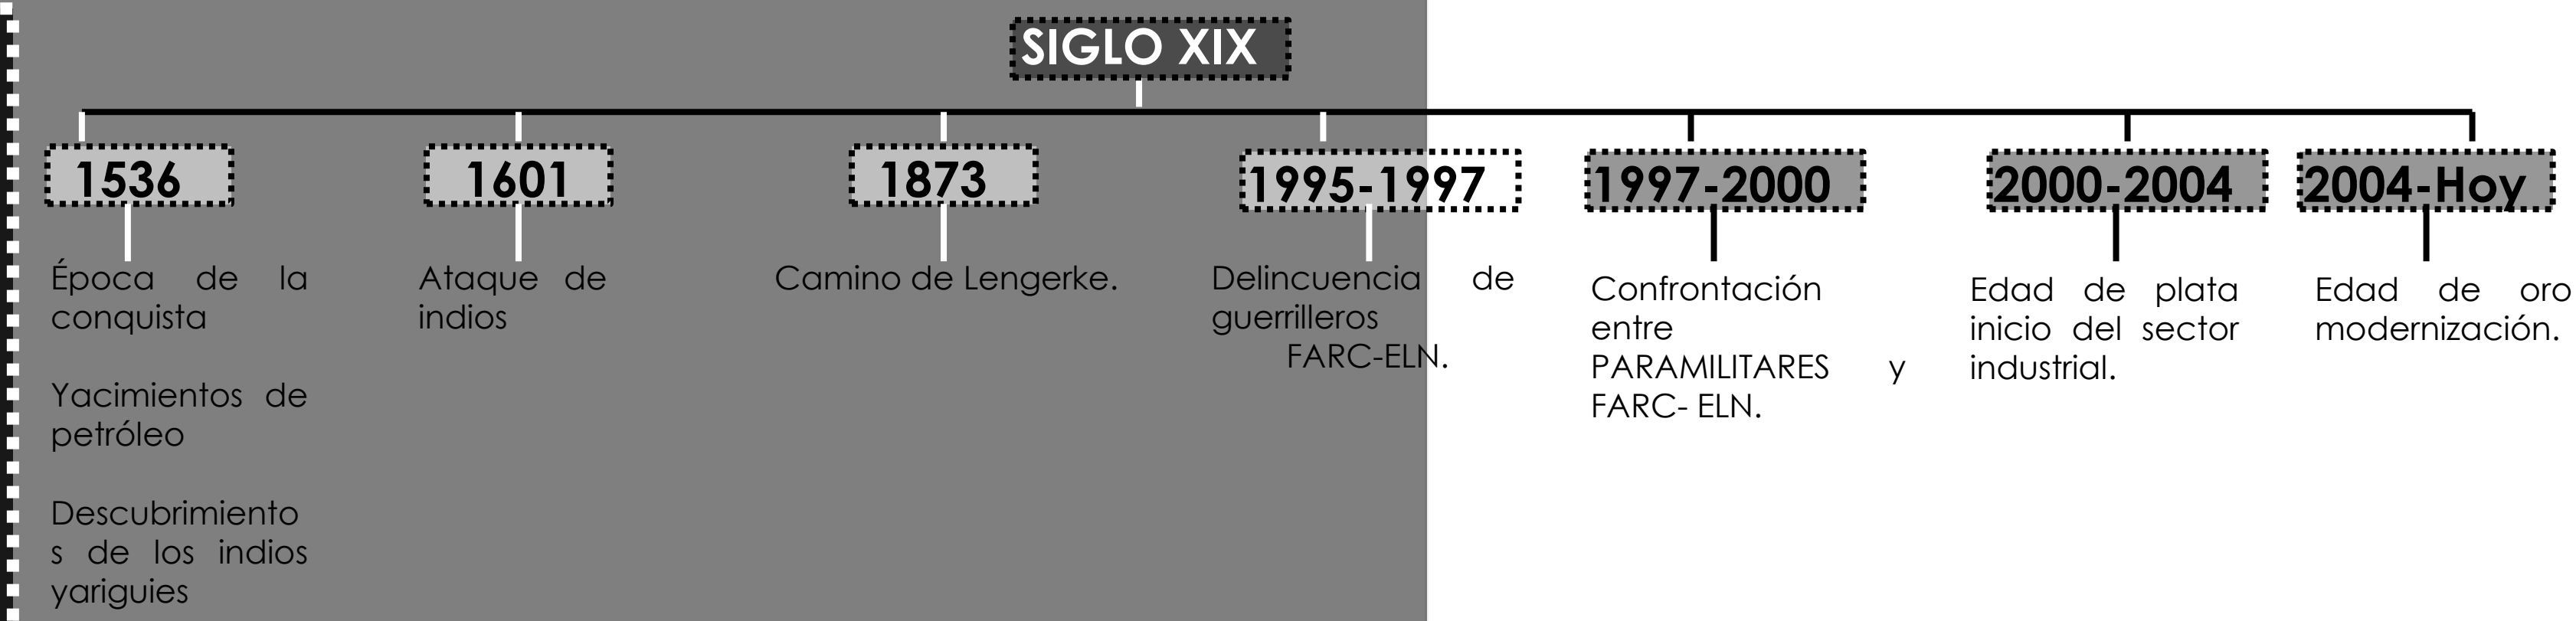 SIGLO XIX
1536
1601
1873
1995-1997
1997-2000
2000-2004
2004-Hoy
Época de la
conquista
Yacimientos de
petróleo
Descubrimiento
s de los indios
yariguies
Ataque de
indios
Camino de Lengerke.
Delincuencia de
guerrilleros
FARC-ELN.
Confrontación
entre
PARAMILITARES y
FARC- ELN.
Edad de plata
inicio del sector
industrial.
Edad de oro
modernización.